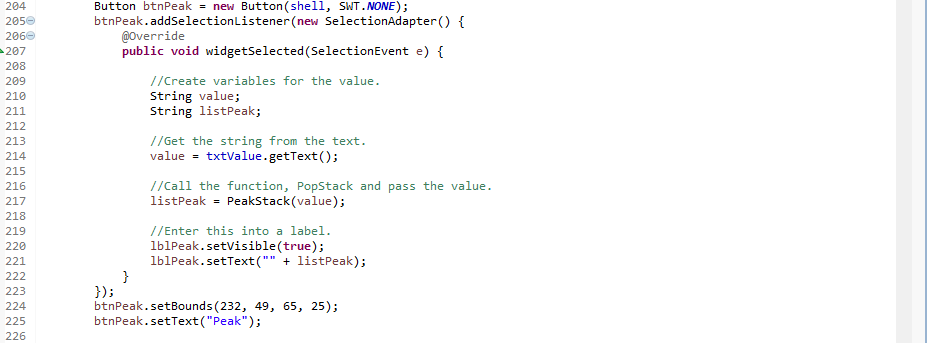 204 Button btnPeak = new Button(shell, SWT.NONE);
205 btnPeak.addSelectionListener(new SelectionAdapter() {
206 @Override
207 public void widgetSelected(SelectionEvent e) {
208
209 //Create variables for the value.
210 String value;
211 String listPeak;
212
213 //Get the string from the text.
214 value = txtValue.getText();
215
216 //Call the function, PopStack and pass the value.
217 listPeak = PeakStack(value);
218
219 //Enter this into a label.
220 lblPeak.setVisible(true);
221 lblPeak.setText("" + listPeak);
222 }
223 });
224 btnPeak.setBounds(232, 49, 65, 25);
225 btnPeak.setText("Peak");
226